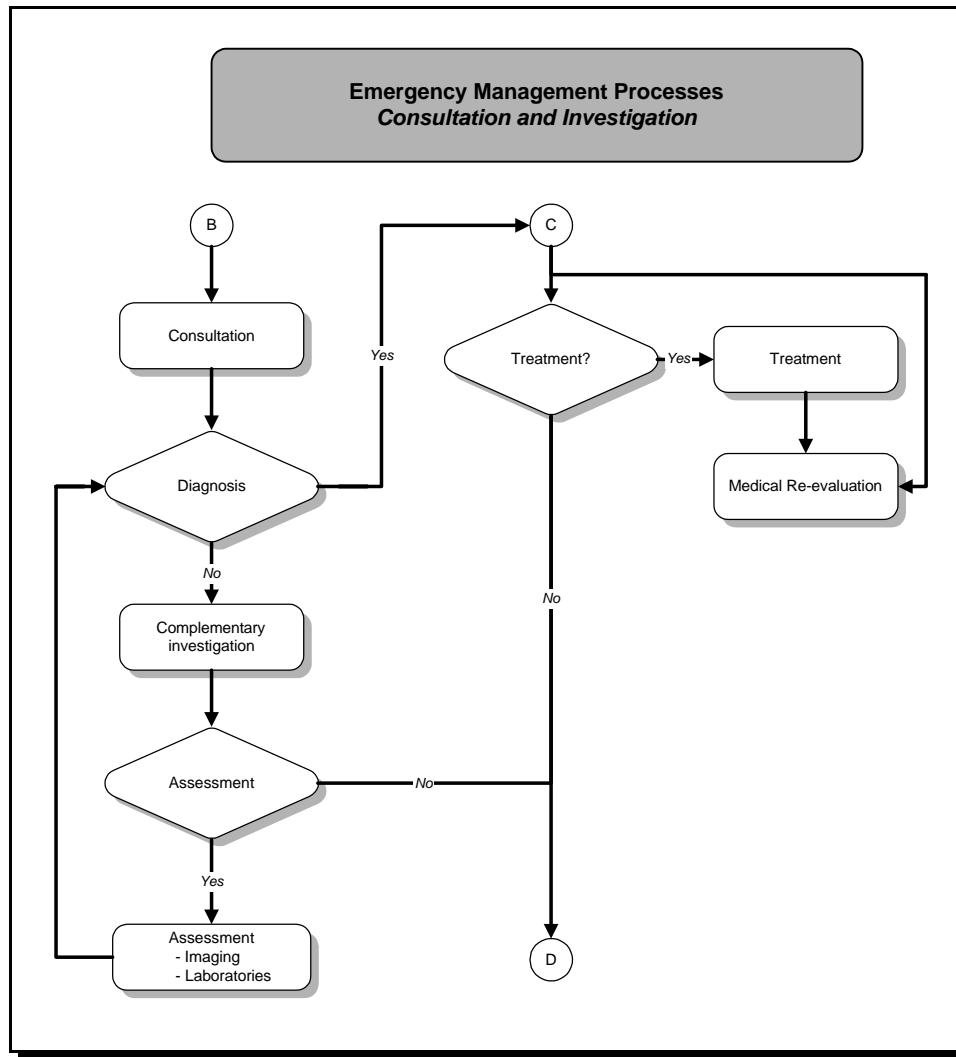 Emergency Management Processes
Consultation and Investigation
B
C
Consultation
Yes
Treatment?
Yes
Treatment
Diagnosis
Medical Re-evaluation
No
No
Complementary
investigation
Assessment
No
Yes
Assessment
- Imaging
- Laboratories
D